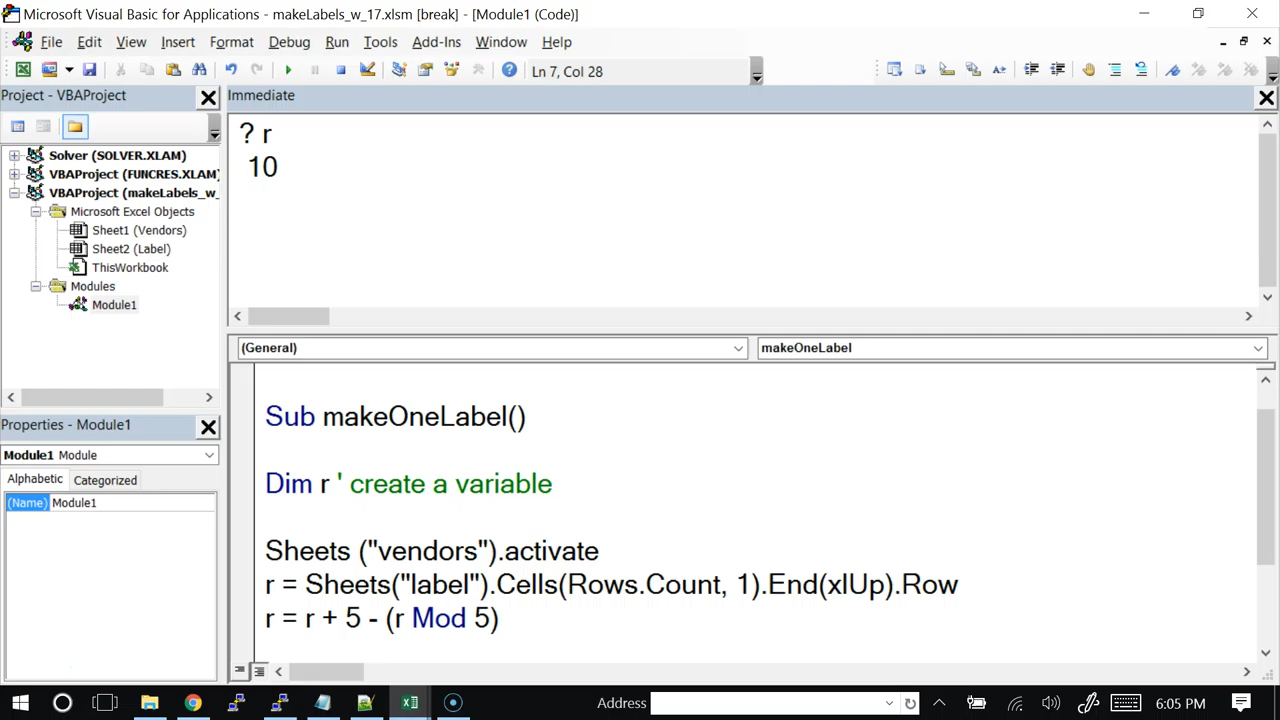 Microsoft Visual Basic for Applications - makeLabels_w_17.xlsm [break] - [Module1 (Code)]
File Edit View Insert Format Debug Run Tools Add-Ins Window Help
Ln 7, Col 28
Project - VBAProject
Solver (SOLVER.XLAM)
VBAProject (FUNCRES.XLAM)
VBAProject (makeLabels_w_
Microsoft Excel Objects
Sheet1 (Vendors)
Sheet2 (Label)
ThisWorkbook
Modules
Module1
Properties - Module1
Module1 Module
Alphabetic Categorized
(Name) Module1
Immediate
? r
10
(General) makeOneLabel
Sub makeOneLabel()
Dim r ' create a variable
Sheets ("vendors").activate
r = Sheets("label").Cells(Rows.Count, 1).End(xlUp).Row
r = r + 5 - (r Mod 5)
Address 6:05 PM